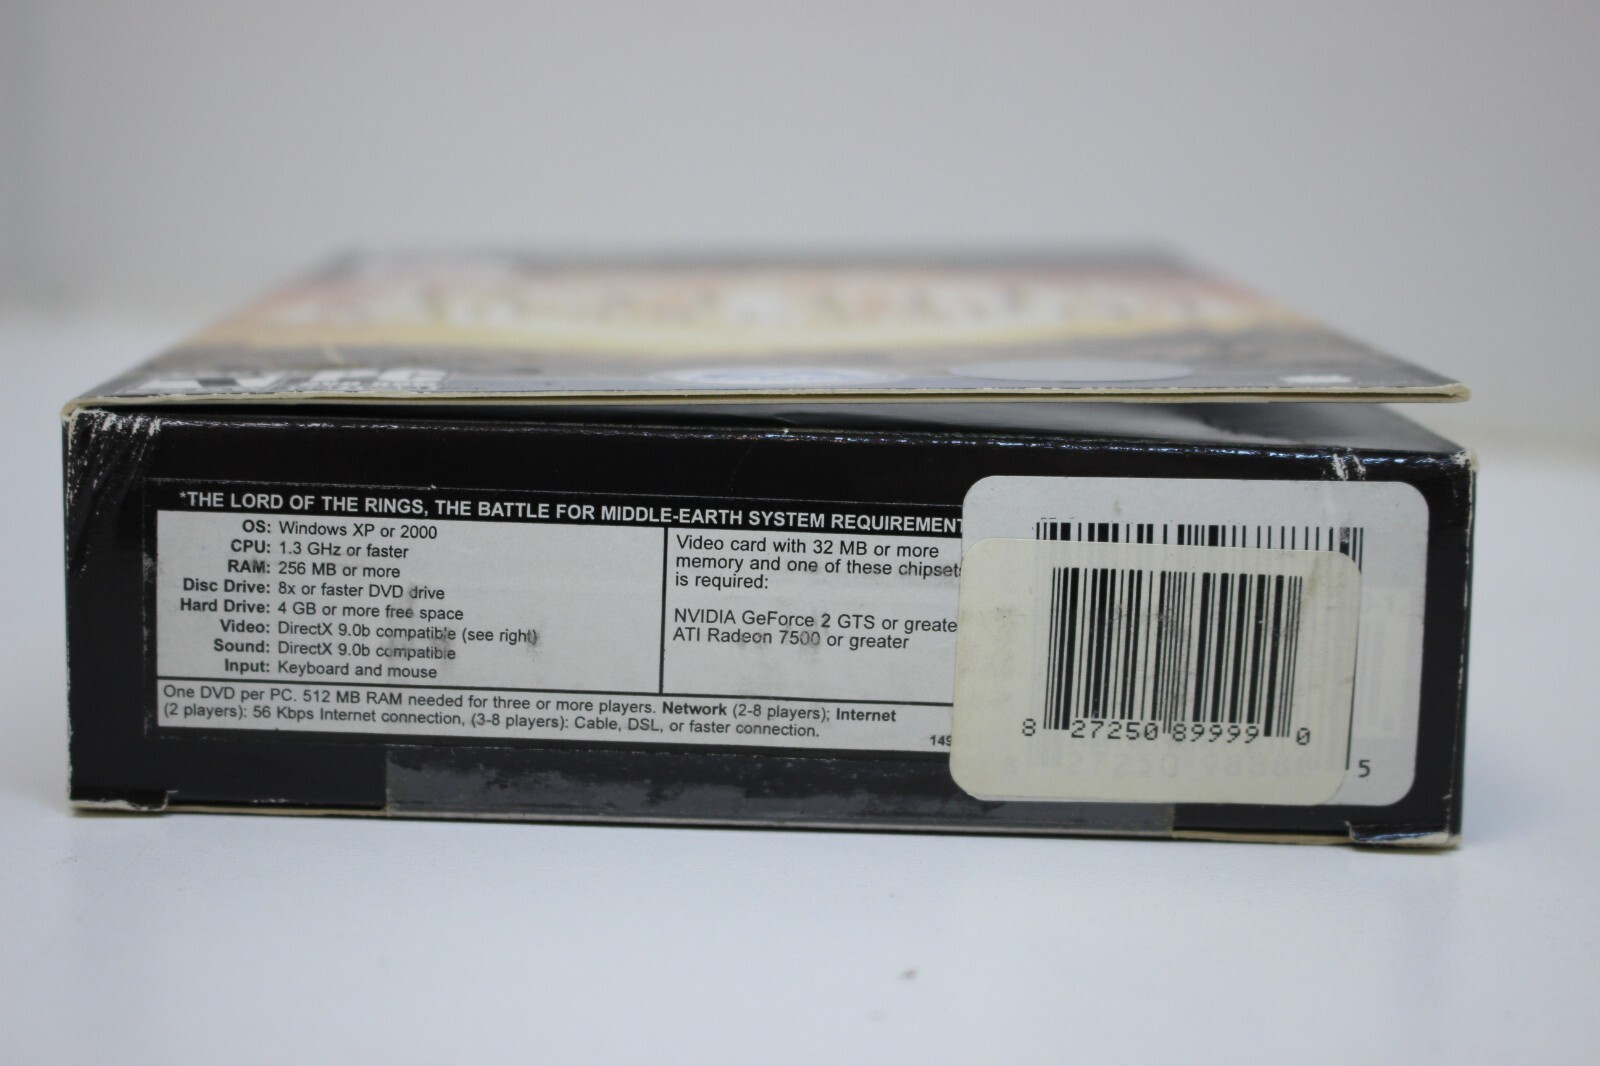 *THE LORD OF THE RINGS, THE BATTLE FOR MIDDLE-EARTH SYSTEM REQUIREMENT
OS: Windows XP or 2000
CPU: 1.3 GHz or faster
RAM: 256 MB or more
Disc Drive: 8x or faster DVD drive
Hard Drive: 4 GB or more free space
Video: DirectX 9.0b compatible (see right)
Sound: DirectX 9.0b compatible
Input: Keyboard and mouse
Video card with 32 MB or more
memory and one of these chipsets
is required:
NVIDIA GeForce 2 GTS or greate
ATI Radeon 7500 or greater
One DVD per PC. 512 MB RAM needed for three or more players. Network (2-8 players); Internet
(2 players): 56 Kbps Internet connection, (3-8 players): Cable, DSL, or faster connection.
149
8 27250 89999 0
5